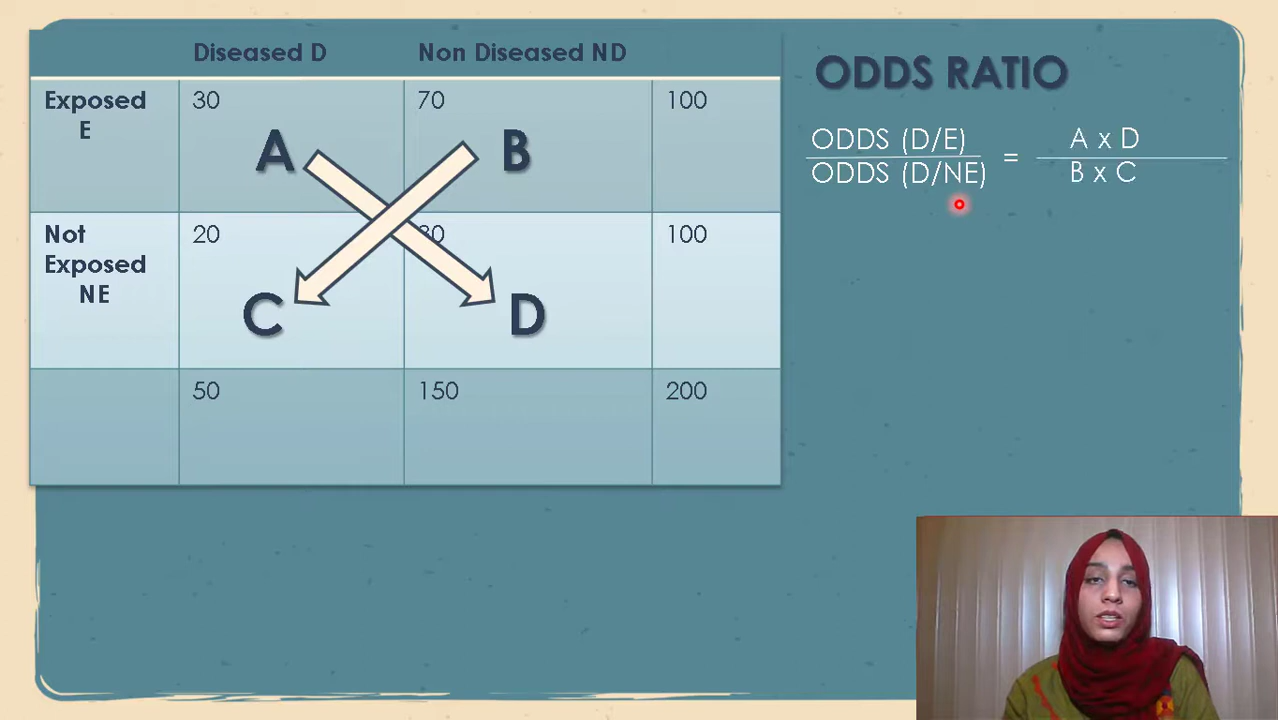 Diseased D
Non Diseased ND
ODDS RATIO
Exposed
E
30
70
100
A
B
ODDS (D/E)
ODDS (D/NE)
=
A x D
B x C
Not
Exposed
NE
20
100
C
D
50
150
200